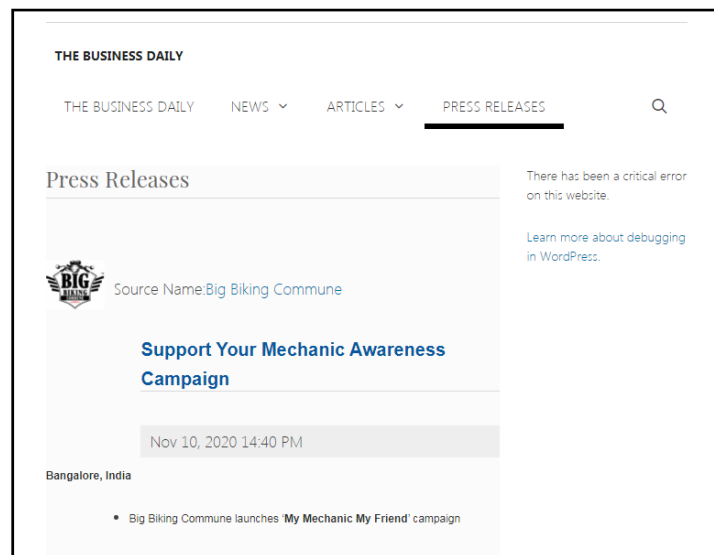 THE BUSINESS DAILY
THE BUSINESS DAILY NEWS ARTICLES PRESS RELEASES
Press Releases
There has been a critical error
on this website.
Learn more about debugging
in WordPress.
BIG
BIKING
Source Name:Big Biking Commune
Support Your Mechanic Awareness
Campaign
Nov 10, 2020 14:40 PM
Bangalore, India
• Big Biking Commune launches ‘My Mechanic My Friend’ campaign